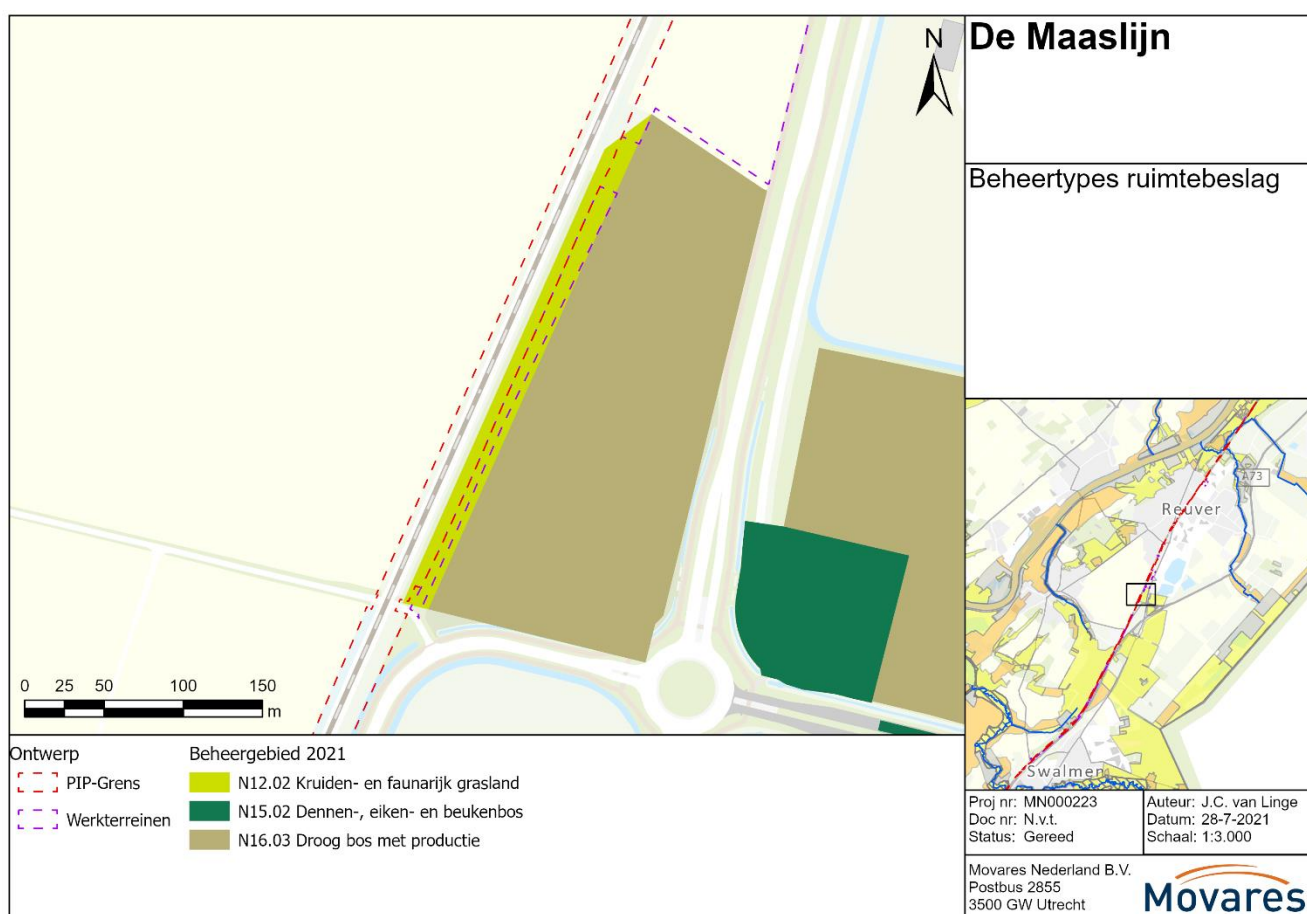 De Maaslijn
Beheertypes ruimtebeslag
N
0 25 50 100 150
m
A73
Reuver
Swalmen
Ontwerp
PIP-Grens
Werkterreinen
Beheergebied 2021
N12.02 Kruiden- en faunarijk grasland
N15.02 Dennen-, eiken- en beukenbos
N16.03 Droog bos met productie
Proj nr: MN000223
Doc nr: N.v.t.
Status: Gereed
Auteur: J.C. van Linge
Datum: 28-7-2021
Schaal: 1:3.000
Movares Nederland B.V.
Postbus 2855
3500 GW Utrecht
Movares